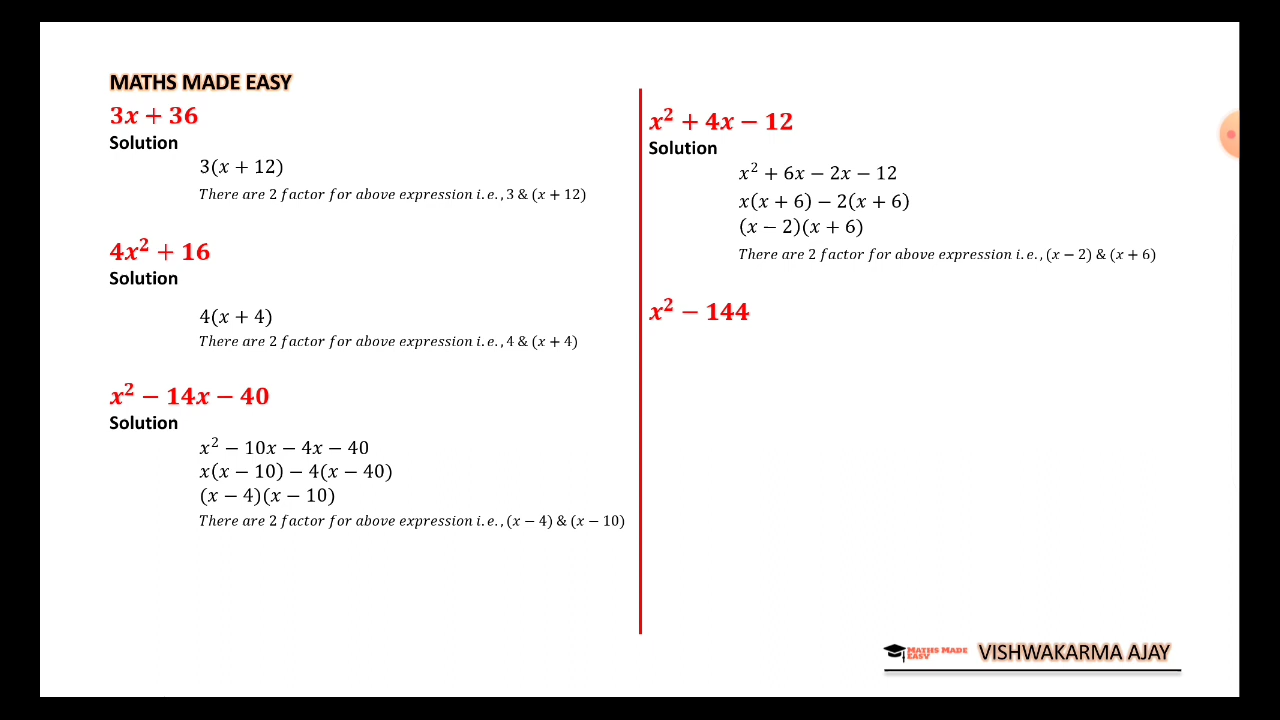 MATHS MADE EASY
3x + 36
Solution
3(x + 12)
There are 2 factor for above expression i.e., 3 & (x + 12)
4x² + 16
Solution
4(x + 4)
There are 2 factor for above expression i.e., 4 & (x + 4)
x² − 14x − 40
Solution
x² − 10x − 4x − 40
x(x − 10) − 4(x − 40)
(x − 4)(x − 10)
There are 2 factor for above expression i.e., (x − 4) & (x − 10)
x² + 4x − 12
Solution
x² + 6x − 2x − 12
x(x + 6) − 2(x + 6)
(x − 2)(x + 6)
There are 2 factor for above expression i.e., (x − 2) & (x + 6)
x² − 144
MATHS MADE
EASY
VISHWAKARMA AJAY